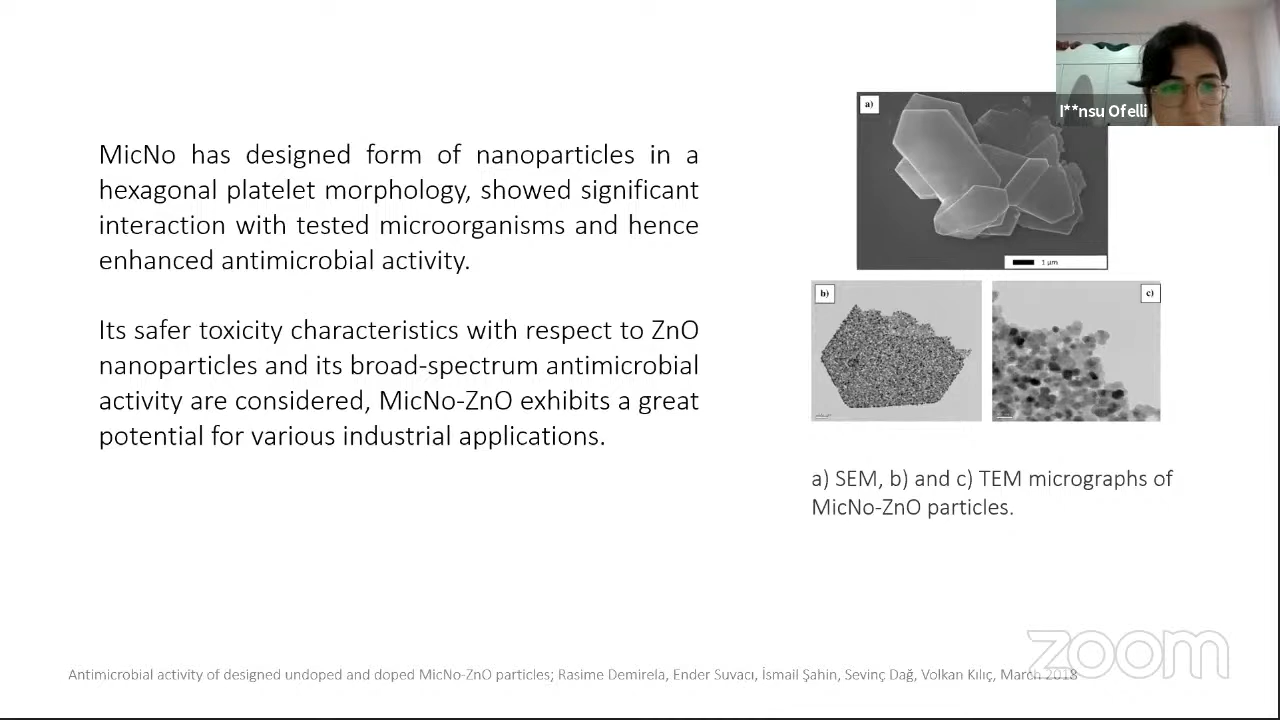 MicNo has designed form of nanoparticles in a
hexagonal platelet morphology, showed significant
interaction with tested microorganisms and hence
enhanced antimicrobial activity.
Its safer toxicity characteristics with respect to ZnO
nanoparticles and its broad-spectrum antimicrobial
activity are considered, MicNo-ZnO exhibits a great
potential for various industrial applications.
a)
1 µm
b)
c)
a) SEM, b) and c) TEM micrographs of
MicNo-ZnO particles.
I**nsu Ofelli
Antimicrobial activity of designed undoped and doped MicNo-ZnO particles; Rasime Demirela, Ender Suvacı, İsmail Şahin, Sevinç Dağ, Volkan Kılıç, March 2018
zoom